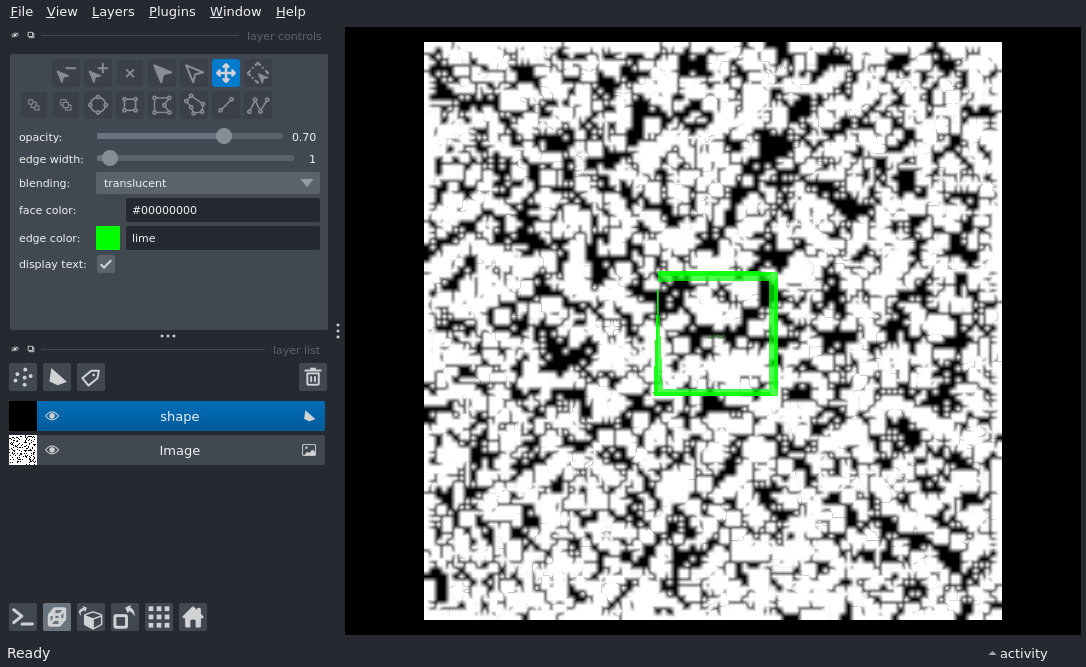 File View Layers Plugins Window Help
layer controls
opacity: 0.70
edge width: 1
blending: translucent
face color: #00000000
edge color: lime
display text:
layer list
shape
Image
Ready
activity